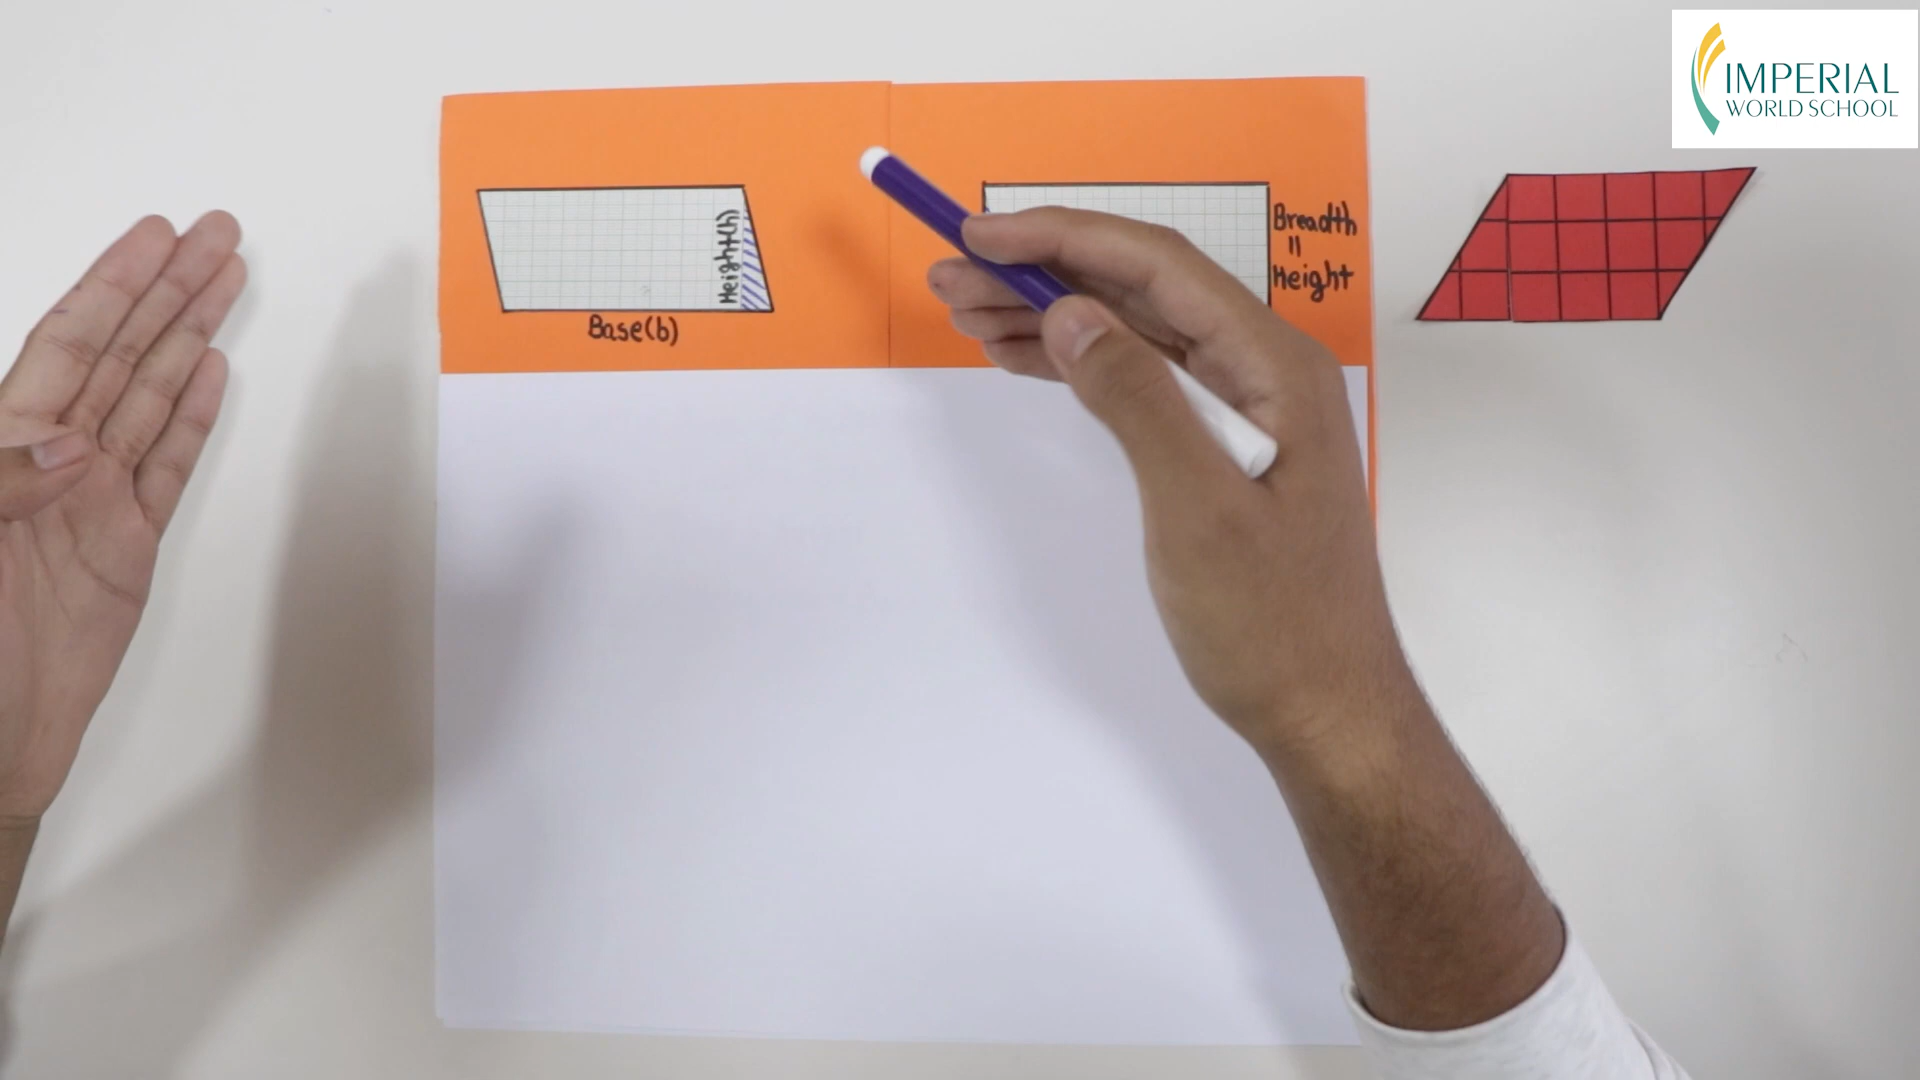 IMPERIAL
WORLD SCHOOL
Height(h)
Base(b)
Breadth
=
Height